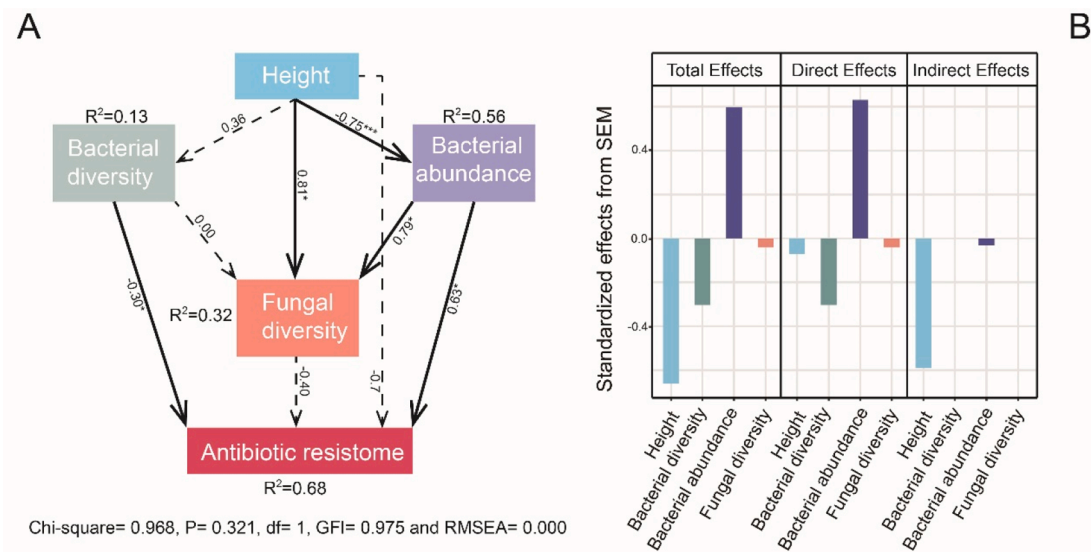 A
Height
R²=0.13
0.36
-0.75***
R²=0.56
Bacterial
diversity
Bacterial
abundance
0.81*
0.00
0.79*
-0.30*
Fungal
diversity
R²=0.32
0.63*
-0.40
-0.7
Antibiotic resistome
R²=0.68
Chi-square= 0.968, P= 0.321, df= 1, GFI= 0.975 and RMSEA= 0.000
B
Total Effects
Direct Effects
Indirect Effects
Standardized effects from SEM
0.4
0.0
-0.4
Height
Bacterial diversity
Bacterial abundance
Fungal diversity
Height
Bacterial diversity
Bacterial abundance
Fungal diversity
Height
Bacterial diversity
Bacterial abundance
Fungal diversity